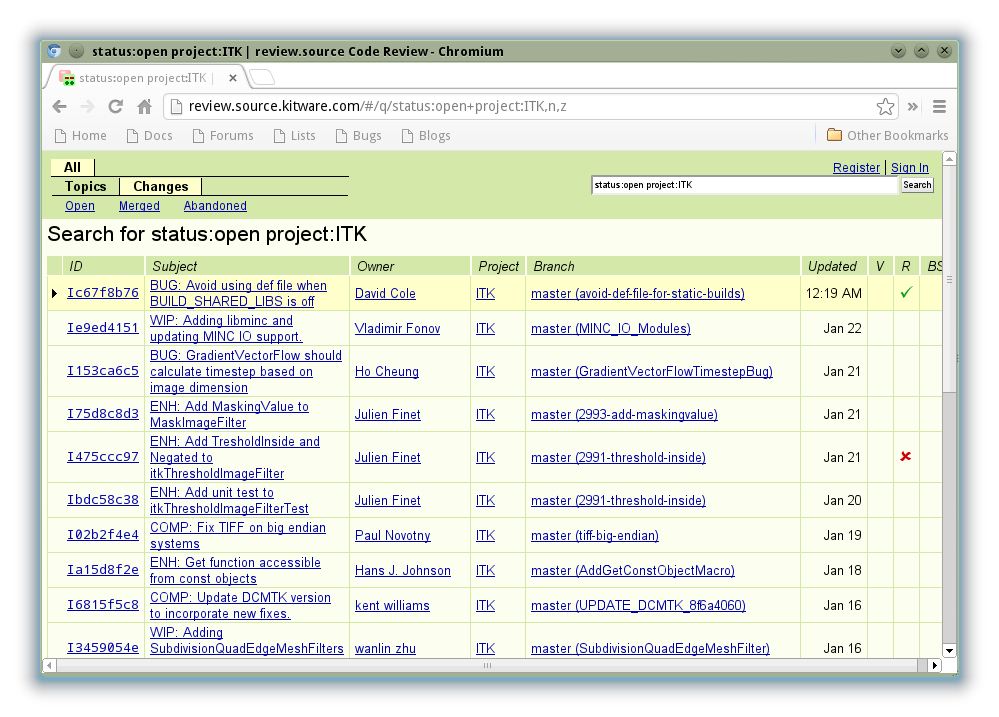 status:open project:ITK | review.source Code Review - Chromium
status:open project:ITK |
review.source.kitware.com/#/q/status:open+project:ITK,n,z
Home Docs Forums Lists Bugs Blogs Other Bookmarks
All Register Sign In
Topics Changes status:open project:ITK Search
Open Merged Abandoned
Search for status:open project:ITK
ID Subject Owner Project Branch Updated V R BS
Ic67f8b76 BUG: Avoid using def file when
BUILD_SHARED_LIBS is off David Cole ITK master (avoid-def-file-for-static-builds) 12:19 AM
Ie9ed4151 WIP: Adding libminc and
updating MINC IO support. Vladimir Fonov ITK master (MINC_IO_Modules) Jan 22
I153ca6c5 BUG: GradientVectorFlow should
calculate timestep based on
image dimension Ho Cheung ITK master (GradientVectorFlowTimestepBug) Jan 21
I75d8c8d3 ENH: Add MaskingValue to
MaskImageFilter Julien Finet ITK master (2993-add-maskingvalue) Jan 21
I475ccc97 ENH: Add TresholdInside and
Negated to
itkThresholdImageFilter Julien Finet ITK master (2991-threshold-inside) Jan 21
Ibdc58c38 ENH: Add unit test to
itkThresholdImageFilterTest Julien Finet ITK master (2991-threshold-inside) Jan 20
I02b2f4e4 COMP: Fix TIFF on big endian
systems Paul Novotny ITK master (tiff-big-endian) Jan 19
Ia15d8f2e ENH: Get function accessible
from const objects Hans J. Johnson ITK master (AddGetConstObjectMacro) Jan 18
I6815f5c8 COMP: Update DCMTK version
to incorporate new fixes. kent williams ITK master (UPDATE_DCMTK_8f6a4060) Jan 16
I3459054e WIP: Adding
SubdivisionQuadEdgeMeshFilters wanlin zhu ITK master (SubdivisionQuadEdgeMeshFilter) Jan 16